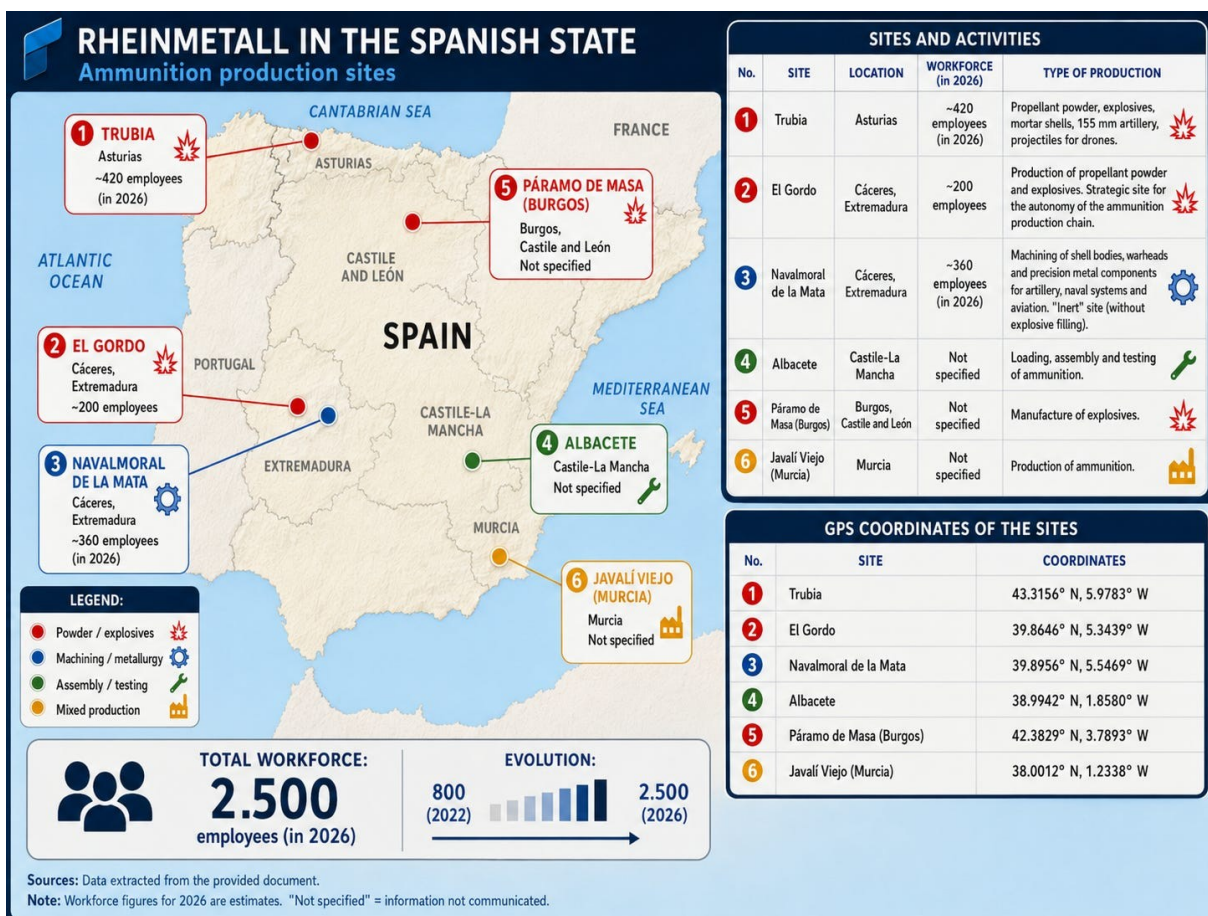 RHEINMETALL IN THE SPANISH STATE
Ammunition production sites
CANTABRIAN SEA
FRANCE
1 TRUBIA
Asturias
~420 employees
(in 2026)
ASTURIAS
5 PÁRAMO DE MASA
(BURGOS)
Burgos,
Castile and León
Not specified
ATLANTIC
OCEAN
CASTILE
AND LEÓN
SPAIN
2 EL GORDO
Cáceres,
Extremadura
~200 employees
PORTUGAL
MEDITERRANEAN
SEA
CASTILE-LA
MANCHA
3 NAVALMORAL
DE LA MATA
Cáceres,
Extremadura
~360 employees
(in 2026)
EXTREMADURA
4 ALBACETE
Castile-La Mancha
Not specified
MURCIA
6 JAVALÍ VIEJO
(MURCIA)
Murcia
Not specified
LEGEND:
Powder / explosives
Machining / metallurgy
Assembly / testing
Mixed production
TOTAL WORKFORCE:
2.500
employees (in 2026)
EVOLUTION:
800
(2022)
2.500
(2026)
Sources: Data extracted from the provided document.
Note: Workforce figures for 2026 are estimates. "Not specified" = information not communicated.
SITES AND ACTIVITIES
No. SITE LOCATION WORKFORCE
(in 2026) TYPE OF PRODUCTION
1 Trubia Asturias
~420
employees
(in 2026)
Propellant powder, explosives,
mortar shells, 155 mm artillery,
projectiles for drones.
2 El Gordo
Cáceres,
Extremadura
~200
employees
Production of propellant powder
and explosives. Strategic site for
the autonomy of the ammunition
production chain.
3 Navalmoral
de la Mata
Cáceres,
Extremadura
~360
employees
(in 2026)
Machining of shell bodies, warheads
and precision metal components
for artillery, naval systems and
aviation. "Inert" site (without
explosive filling).
4 Albacete
Castile-La
Mancha
Not
specified
Loading, assembly and testing
of ammunition.
5 Páramo de
Masa (Burgos)
Burgos,
Castile and León
Not
specified
Manufacture of explosives.
6 Javalí Viejo
(Murcia)
Murcia
Not
specified
Production of ammunition.
GPS COORDINATES OF THE SITES
No. SITE COORDINATES
1 Trubia 43.3156° N, 5.9783° W
2 El Gordo 39.8646° N, 5.3439° W
3 Navalmoral de la Mata 39.8956° N, 5.5469° W
4 Albacete 38.9942° N, 1.8580° W
5 Páramo de Masa (Burgos) 42.3829° N, 3.7893° W
6 Javalí Viejo (Murcia) 38.0012° N, 1.2338° W